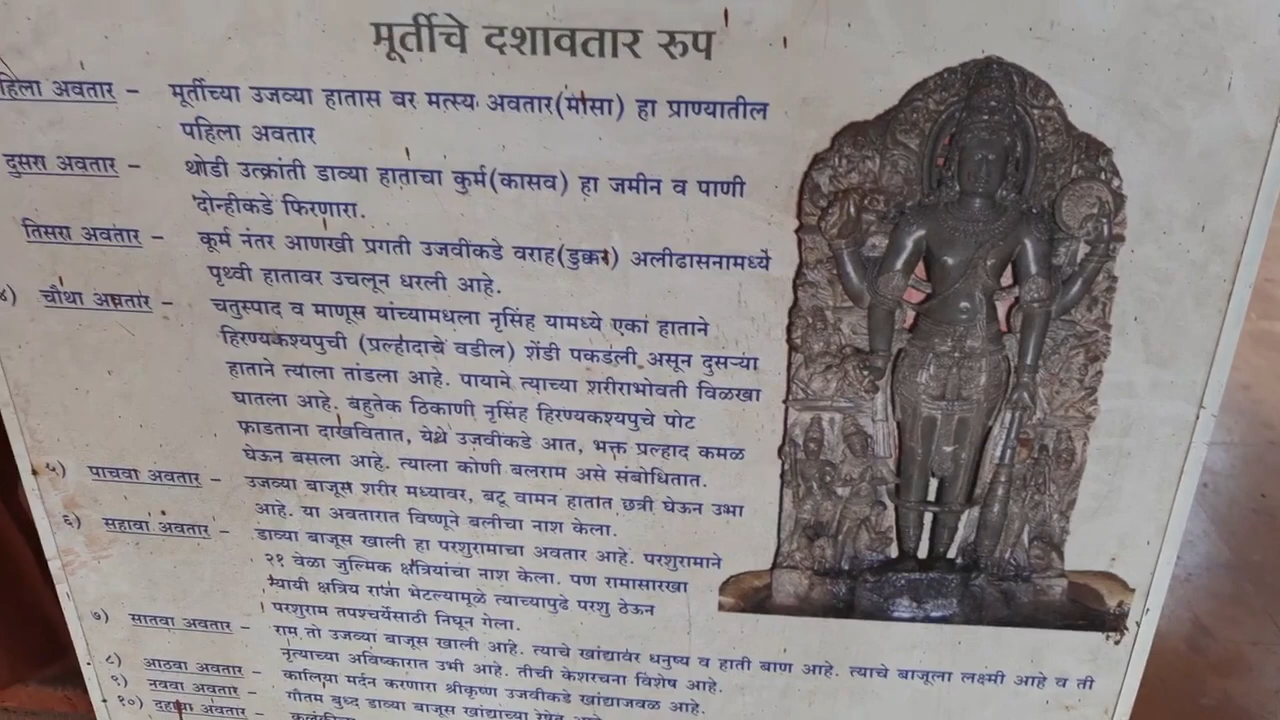 मूर्तीचे दशावतार रुप
हिला अवतार – मूर्तीच्या उजव्या हातास वर मत्स्य अवतार(मासा) हा प्राण्यातील
पहिला अवतार
दुसरा अवतार – थोडी उत्क्रांती डाव्या हाताचा कुर्म(कासव) हा जमीन व पाणी
दोन्हीकडे फिरणारा.
तिसरा अवतार – कूर्म नंतर आणखी प्रगती उजवीकडे वराह(डुक्कर) अलीढासनामध्ये
पृथ्वी हातावर उचलून धरली आहे.
४) चौथा अवतार – चतुस्पाद व माणूस यांच्यामधला नृसिंह यामध्ये एका हाताने
हिरण्यकश्यपुची (प्रल्हादाचे वडील) शेंडी पकडली असून दुसऱ्या
हाताने त्याला तांडला आहे. पायाने त्याच्या शरीराभोवती विळखा
घातला आहे. बहुतेक ठिकाणी नृसिंह हिरण्यकश्यपुचे पोट
फाडताना दाखवितात, येथे उजवीकडे आत, भक्त प्रल्हाद कमळ
घेऊन बसला आहे. त्याला कोणी बलराम असे संबोधितात.
५) पाचवा अवतार – उजव्या बाजूस शरीर मध्यावर, बटू वामन हातात छत्री घेऊन उभा
आहे. या अवतारात विष्णूने बलीचा नाश केला.
६) सहावा अवतार – डाव्या बाजूस खाली हा परशुरामाचा अवतार आहे. परशुरामाने
२१ वेळा जुल्मिक क्षत्रियांचा नाश केला. पण रामासारखा
न्यायी क्षत्रिय राजा भेटल्यामूळे त्याच्यापुढे परशु ठेऊन
परशुराम तपश्चर्येसाठी निघून गेला.
७) सातवा अवतार – राम तो उजव्या बाजूस खाली आहे. त्याचे खांद्यावर धनुष्य व हाती बाण आहे. त्याचे बाजूला लक्ष्मी आहे व ती
नृत्याच्या अविष्कारात उभी आहे. तीची केशरचना विशेष आहे.
८) आठवा अवतार – कालिया मर्दन करणारा श्रीकृष्ण उजवीकडे खांद्याजवळ आहे.
९) नववा अवतार – गौतम बुध्द डाव्या बाजूस खांद्याच्या
१०) दहावा अवतार –